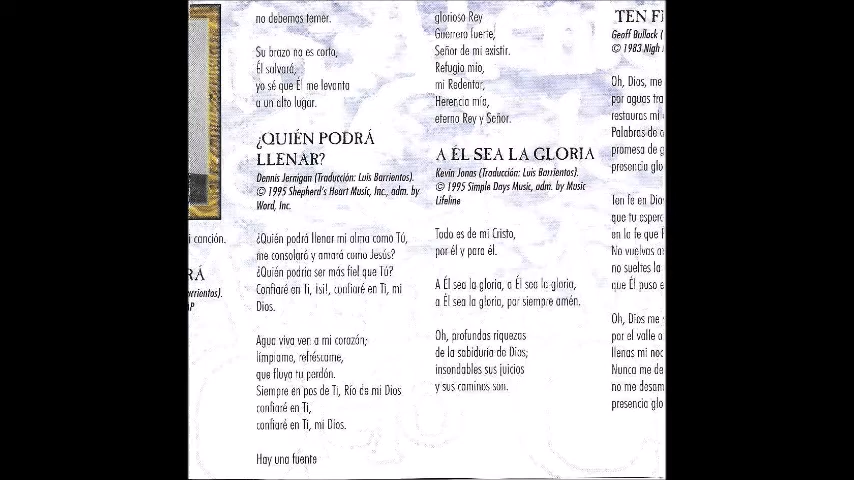 i canción.
RÁ
arrientos).
P
no debemos temer.
Su brazo no es corto,
Él salvará,
yo sé que Él me levanta
a un alto lugar.
¿QUIÉN PODRÁ
LLENAR?
Dennis Jernigan (Traducción: Luis Barrientos).
© 1995 Shepherd's Heart Music, Inc., adm. by
Word, Inc.
¿Quién podrá llenar mi alma como Tú,
me consolará y amará como Jesús?
¿Quién podría ser más fiel que Tú?
Confiaré en Ti, ¡sí!, confiaré en Ti, mi
Dios.
Agua viva ven a mi corazón;
límpiame, refréscame,
que fluya tu perdón.
Siempre en pos de Ti, Río de mi Dios
confiaré en Ti,
confiaré en Ti, mi Dios.
Hay una fuente
glorioso Rey
Guerrero fuerte,
Señor de mi existir.
Refugio mío,
mi Redentor,
Herencia mía,
eterno Rey y Señor.
A ÉL SEA LA GLORIA
Kevin Jonas (Traducción: Luis Barrientos).
© 1995 Simple Days Music, adm. by Music
Lifeline
Todo es de mi Cristo,
por él y para él.
A Él sea la gloria, a Él sea la gloria,
a Él sea la gloria, por siempre amén.
Oh, profundas riquezas
de la sabiduría de Dios;
insondables sus juicios
y sus caminos son.
TEN F
Geoff Bullock (
© 1983 Nigh
Oh, Dios, me
por aguas tra
restauras mi
Palabras de
promesa de g
presencia glo
Ten fe en Dio
que tu espera
en la fe que
No vuelvas a
no sueltes la
que Él puso e
Oh, Dios me
por el valle
llenas mi noc
Nunca me de
no me desam
presencia glo